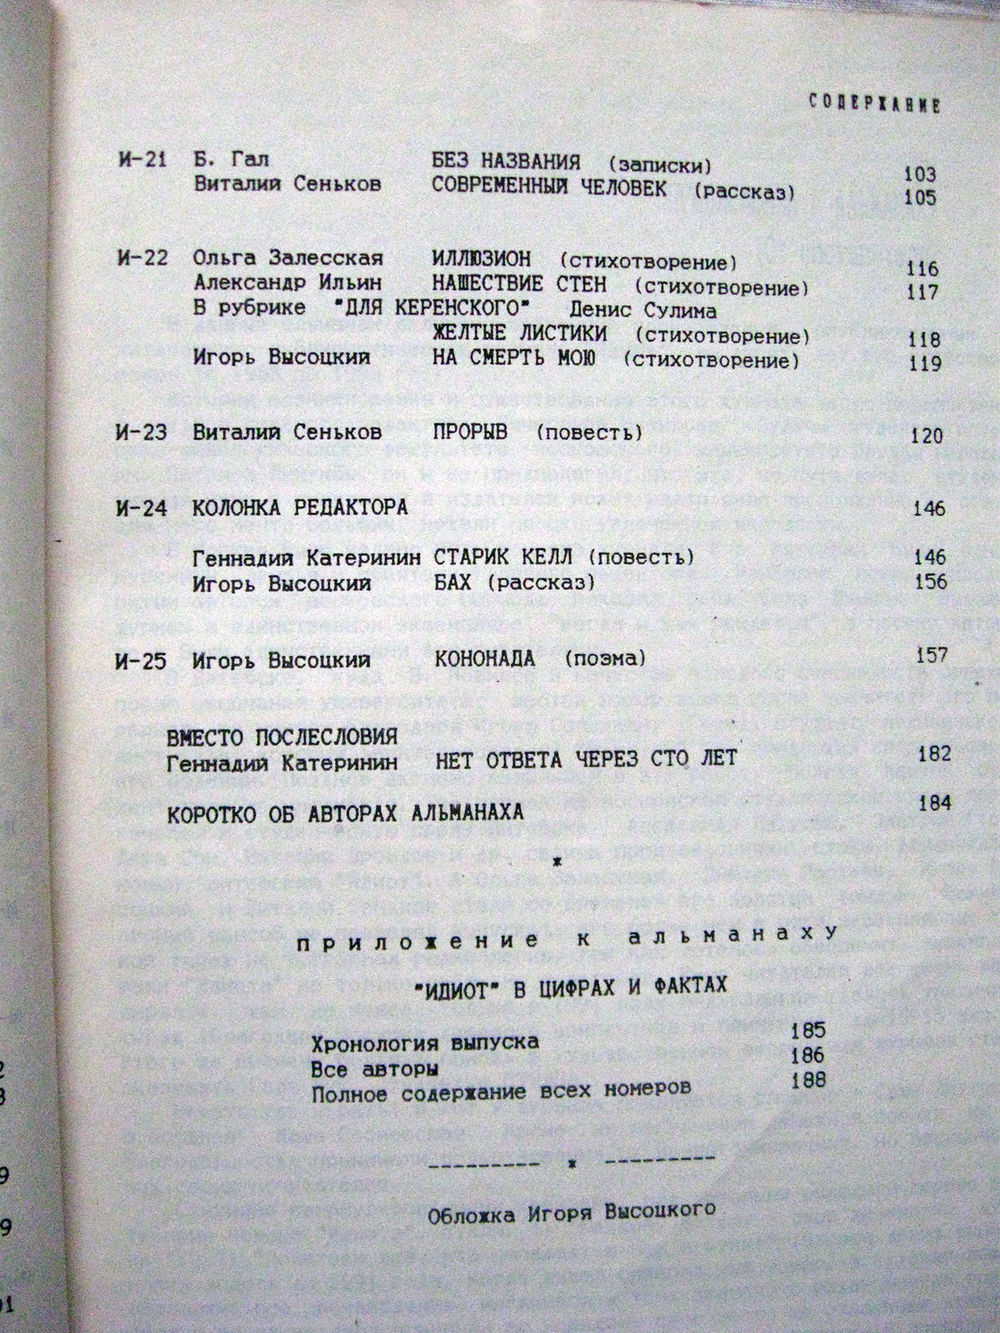 СОДЕРЖАНИЕ
И-21 Б. Гал БЕЗ НАЗВАНИЯ (записки) 103
Виталий Сеньков СОВРЕМЕННЫЙ ЧЕЛОВЕК (рассказ) 105
И-22 Ольга Залесская ИЛЛЮЗИОН (стихотворение) 116
Александр Ильин НАШЕСТВИЕ СТЕН (стихотворение) 117
В рубрике "ДЛЯ КЕРЕНСКОГО" Денис Сулима
ЖЕЛТЫЕ ЛИСТИКИ (стихотворение) 118
Игорь Высоцкий НА СМЕРТЬ МОЮ (стихотворение) 119
И-23 Виталий Сеньков ПРОРЫВ (повесть) 120
И-24 КОЛОНКА РЕДАКТОРА 146
Геннадий Катеринин СТАРИК КЕЛЛ (повесть) 146
Игорь Высоцкий БАХ (рассказ) 156
И-25 Игорь Высоцкий КОНОНАДА (поэма) 157
ВМЕСТО ПОСЛЕСЛОВИЯ
Геннадий Катеринин НЕТ ОТВЕТА ЧЕРЕЗ СТО ЛЕТ 182
КОРОТКО ОБ АВТОРАХ АЛЬМАНАХА 184
*
Приложение к альманаху
"ИДИОТ" В ЦИФРАХ И ФАКТАХ
Хронология выпуска 185
Все авторы 186
Полное содержание всех номеров 188
--------- * ---------
Обложка Игоря Высоцкого